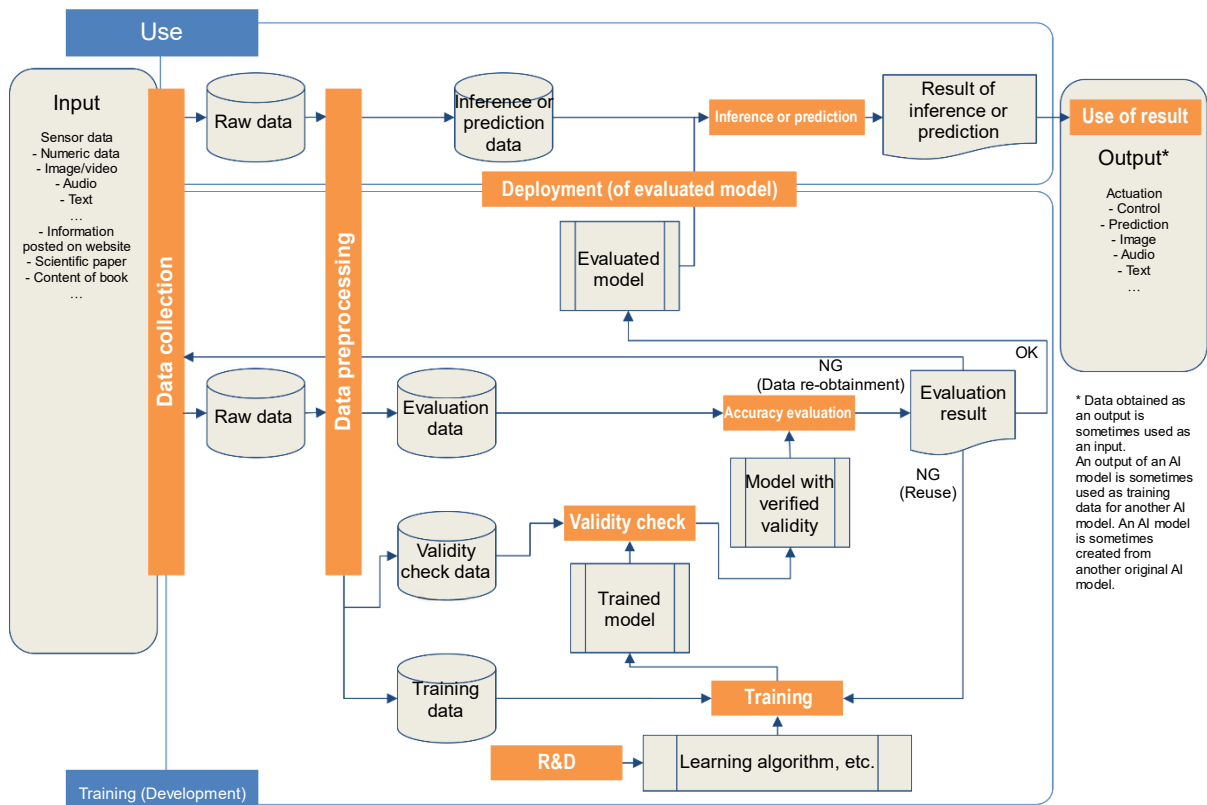 Use
Input
Sensor data
- Numeric data
- Image/video
- Audio
- Text
…
- Information
posted on website
- Scientific paper
- Content of book
…
Data collection
Raw data
Data preprocessing
Inference or
prediction
data
Inference or prediction
Result of
inference or
prediction
Use of result
Output*
Actuation
- Control
- Prediction
- Image
- Audio
- Text
…
Deployment (of evaluated model)
Evaluated
model
OK
NG
(Data re-obtainment)
Raw data
Evaluation
data
Accuracy evaluation
Evaluation
result
NG
(Reuse)
Model with
verified
validity
Validity check
Validity
check data
Trained
model
Training
data
Training
R&D
Learning algorithm, etc.
Training (Development)
* Data obtained as
an output is
sometimes used as
an input.
An output of an AI
model is sometimes
used as training
data for another AI
model. An AI model
is sometimes
created from
another original AI
model.